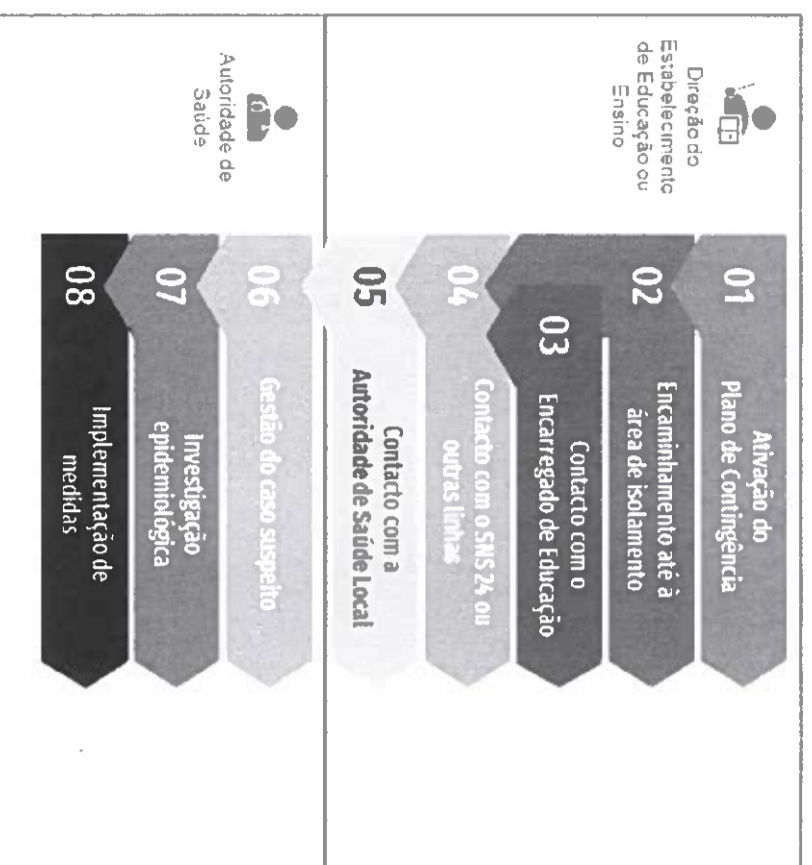 Direção do
Estabelecimento
de Educação ou
Ensino
01
Ativação do
Plano de Contingência
02
Encaminhamento até à
área de isolamento
03
Contacto com o
Encarregado de Educação
04
Contacto com o SNS 24 ou
outras linhas
05
Contacto com a
Autoridade de Saúde Local
Autoridade de
Saúde
06
Gestão do caso suspeito
07
Investigação
epidemiológica
08
Implementação de
medidas